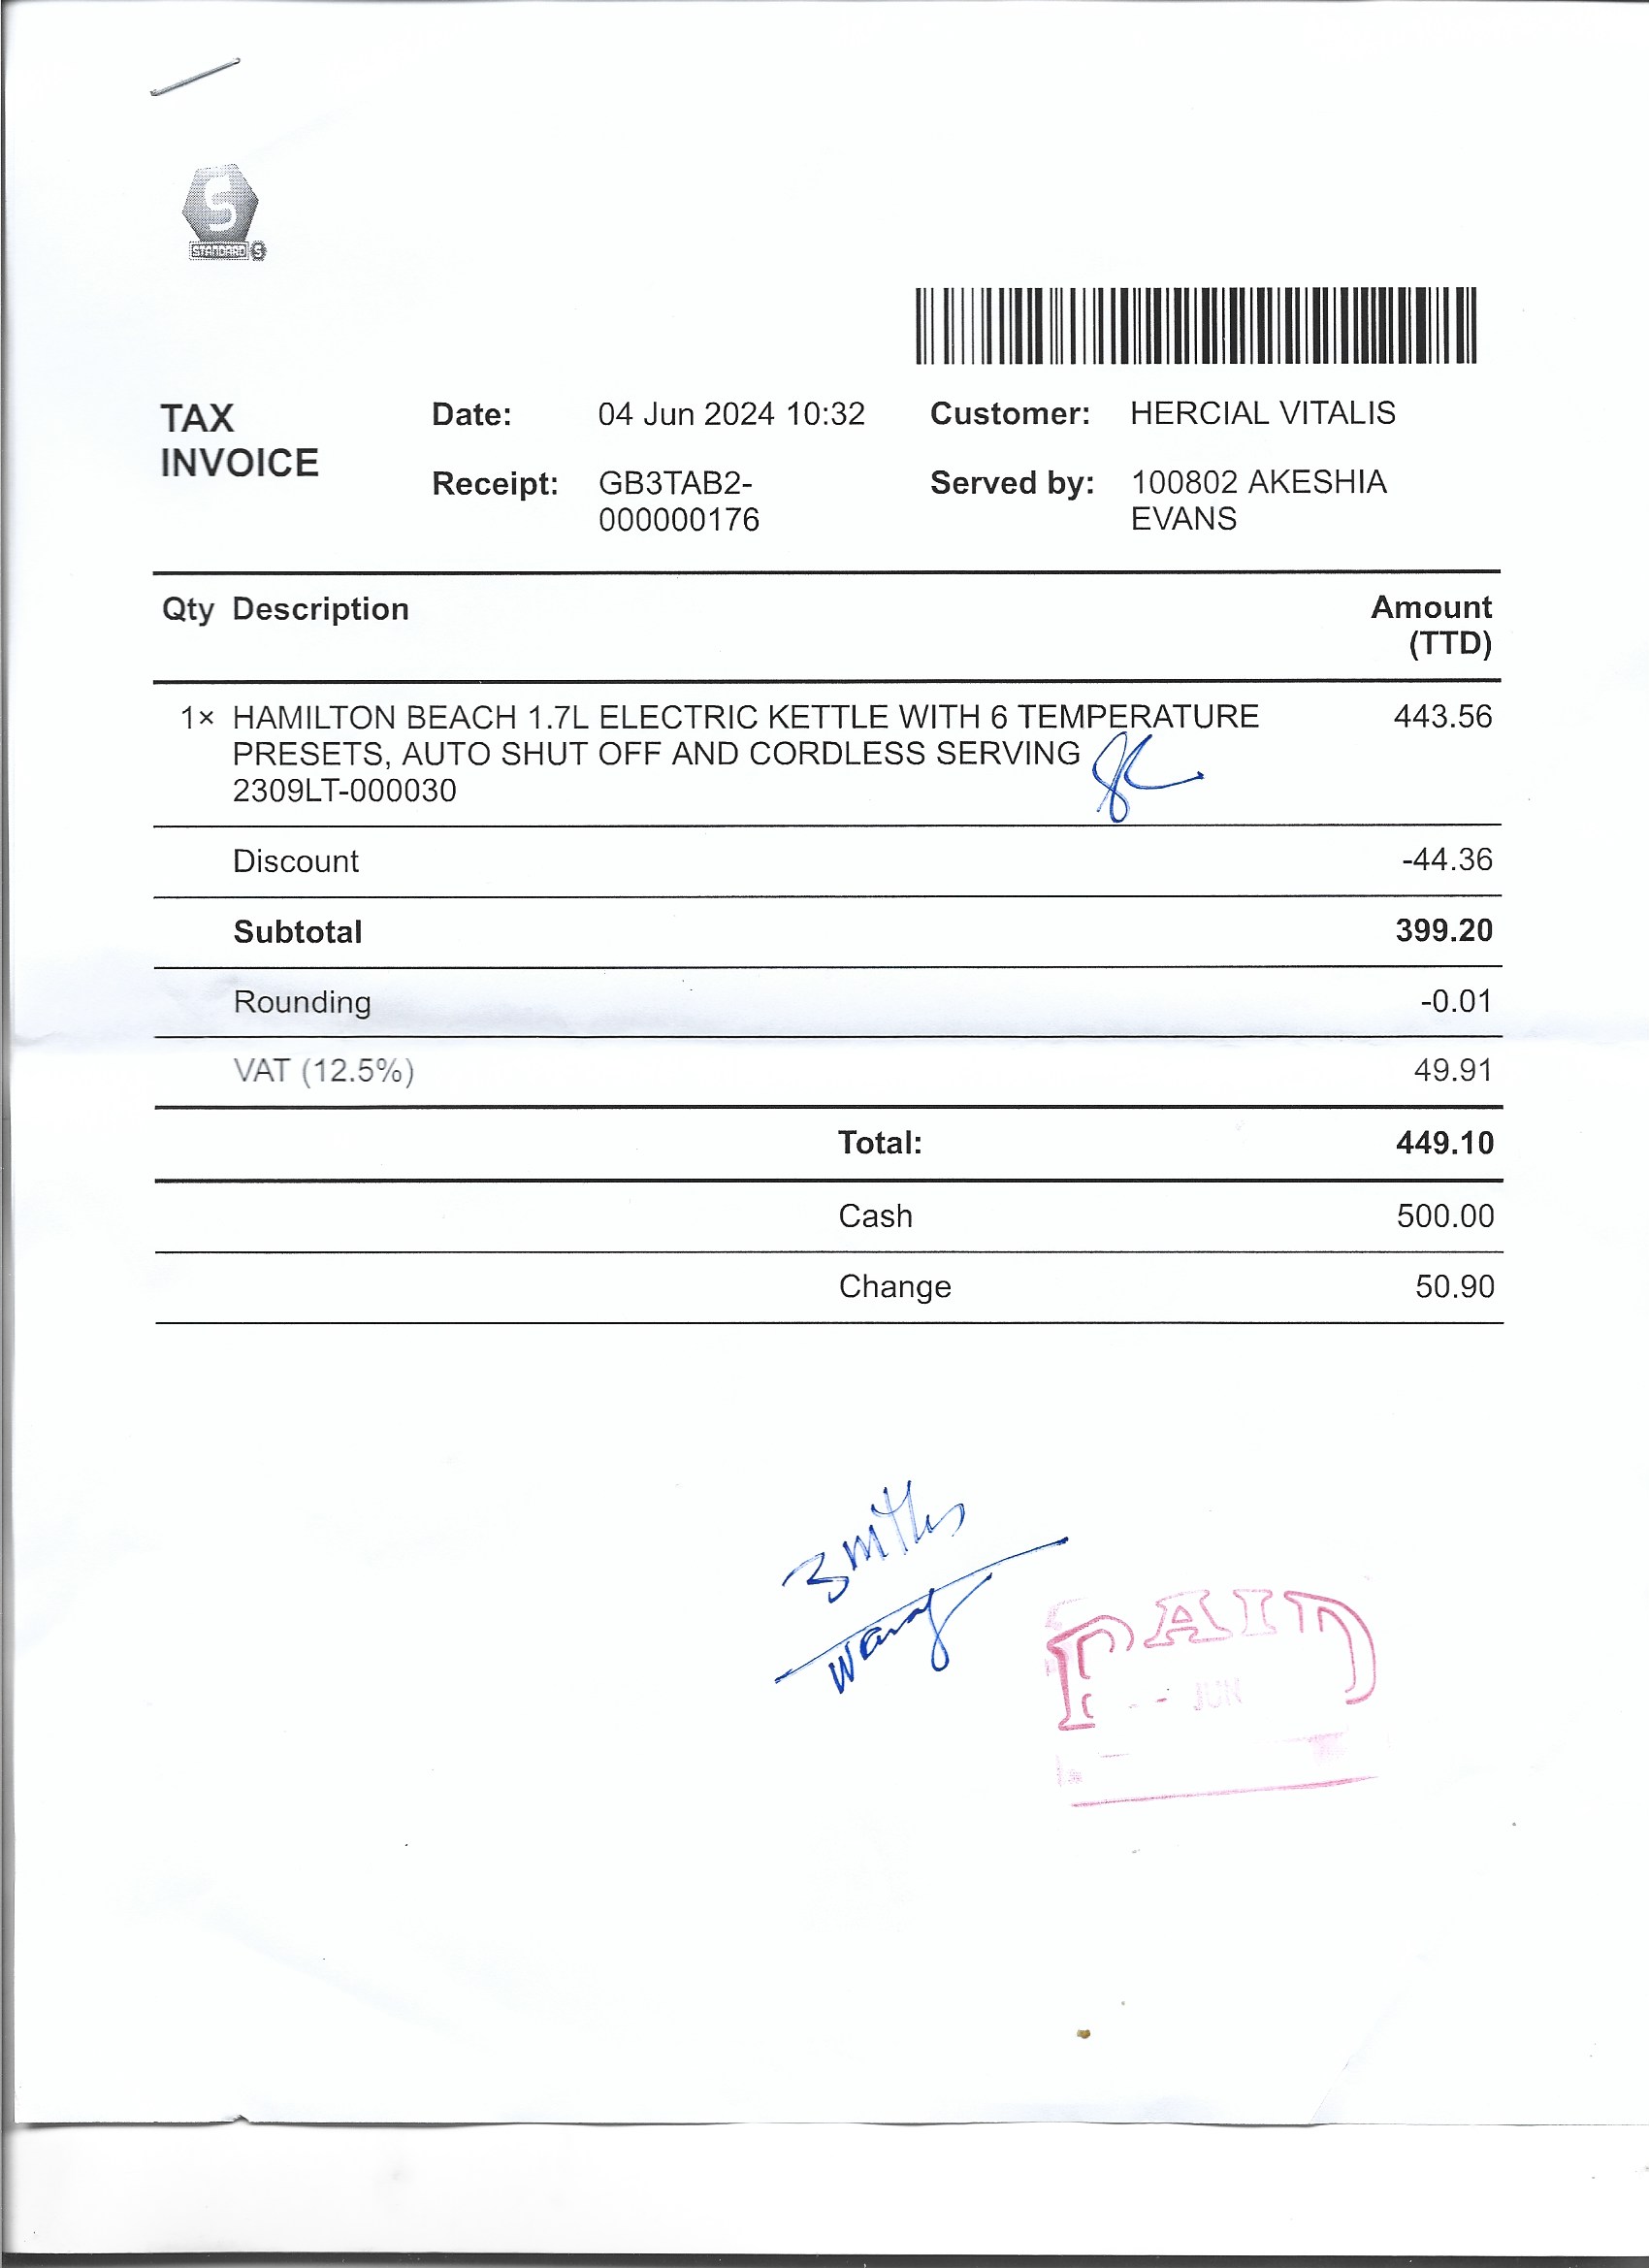 S
STANDARD S
TAX INVOICE
Date: 04 Jun 2024 10:32
Customer: HERCIAL VITALIS
Receipt: GB3TAB2-
000000176
Served by: 100802 AKESHIA
EVANS
Qty Description Amount
(TTD)
1× HAMILTON BEACH 1.7L ELECTRIC KETTLE WITH 6 TEMPERATURE 443.56
PRESETS, AUTO SHUT OFF AND CORDLESS SERVING
2309LT-000030
Discount -44.36
Subtotal 399.20
Rounding -0.01
VAT (12.5%) 49.91
Total: 449.10
Cash 500.00
Change 50.90
3 mths
PAID
JUN